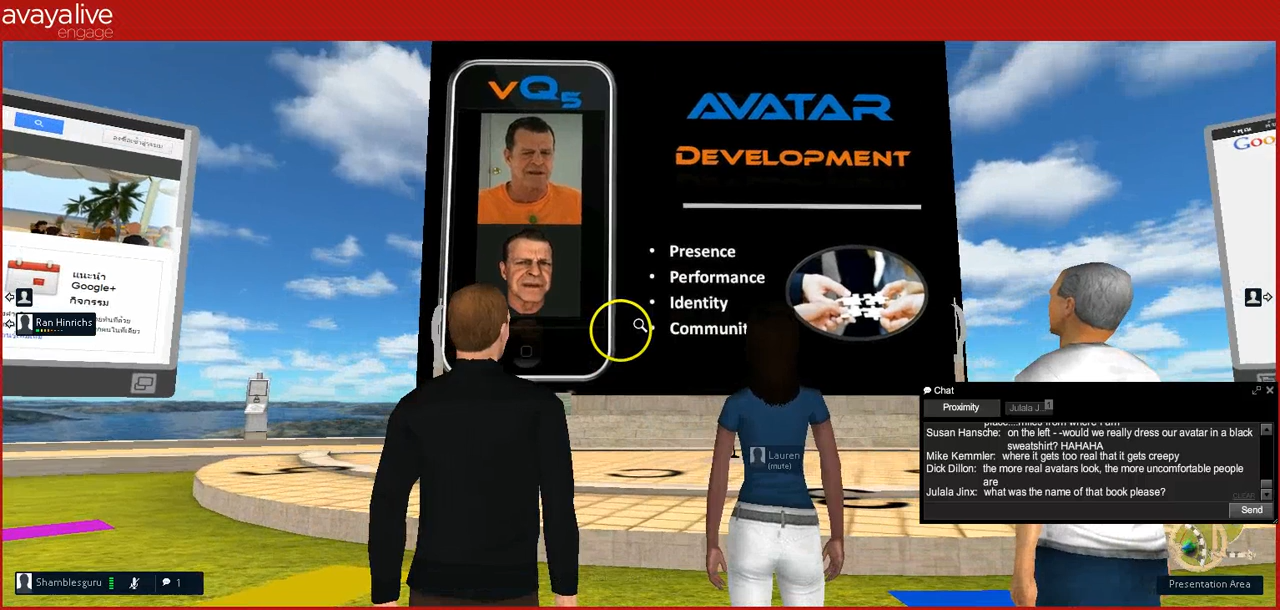 avayalive
engage
vQ5
AVATAR
DEVELOPMENT
• Presence
• Performance
• Identity
• Communit
แนะนำ
Google+
กิจกรรม
Ran Hinrichs
Goo
Chat
Proximity
Julala J.
1
Susan Hansche: on the left - -would we really dress our avatar in a black
sweatshirt? HAHAHA
Mike Kemmler: where it gets too real that it gets creepy
Dick Dillon: the more real avatars look, the more uncomfortable people
are
Julala Jinx: what was the name of that book please?
CLEAR
Send
Lauren
(mute)
Shamblesguru
1
Presentation Area